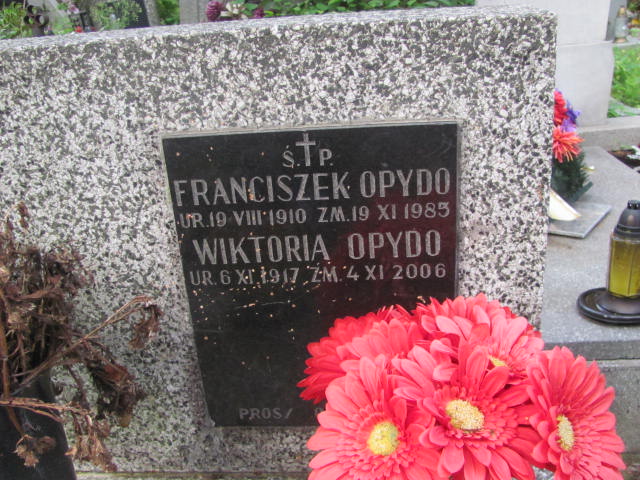 Ś.†P.
FRANCISZEK OPYDO
UR.19 VIII 1910 ZM.19 XI 1985
WIKTORIA OPYDO
UR.6 XI 1917 ZM.4 XI 2006